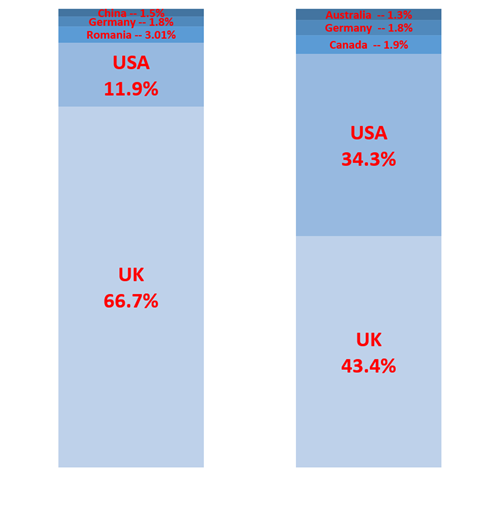 China -- 1.5%
Germany -- 1.8%
Romania -- 3.01%
USA
11.9%
UK
66.7%
Australia -- 1.3%
Germany -- 1.8%
Canada -- 1.9%
USA
34.3%
UK
43.4%